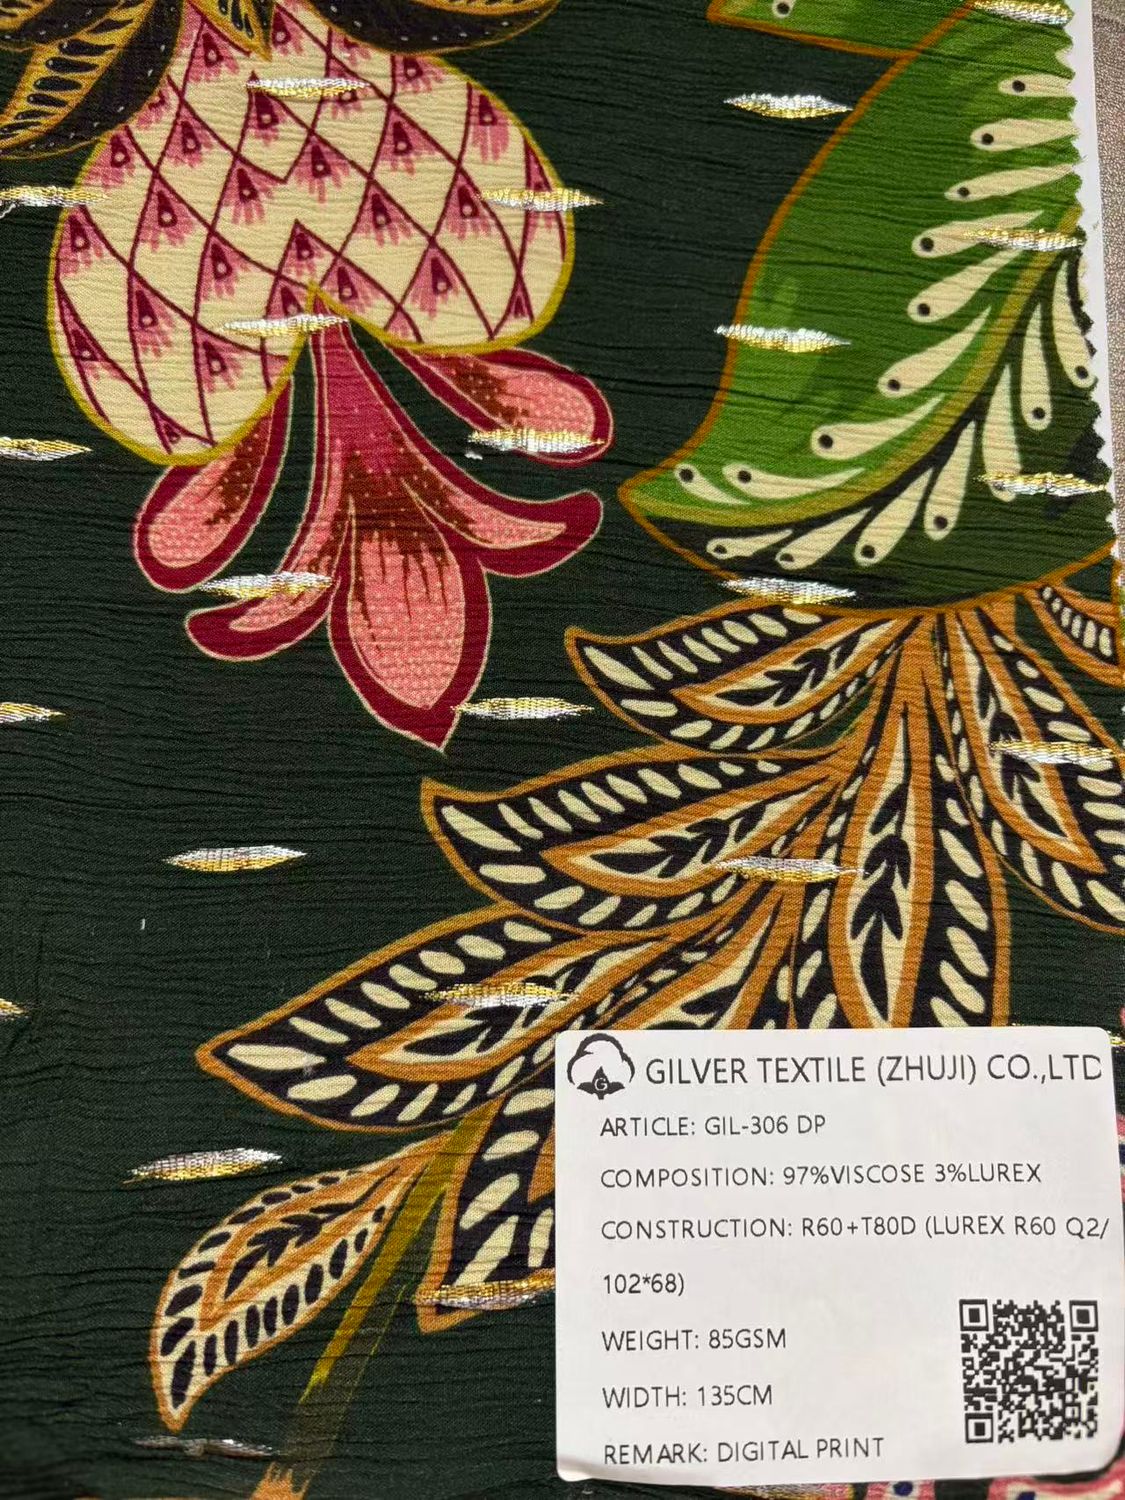 GILVER TEXTILE (ZHUJI) CO.,LTD
G
ARTICLE: GIL-306 DP
COMPOSITION: 97%VISCOSE 3%LUREX
CONSTRUCTION: R60+T80D (LUREX R60 Q2/
102*68)
WEIGHT: 85GSM
WIDTH: 135CM
REMARK: DIGITAL PRINT